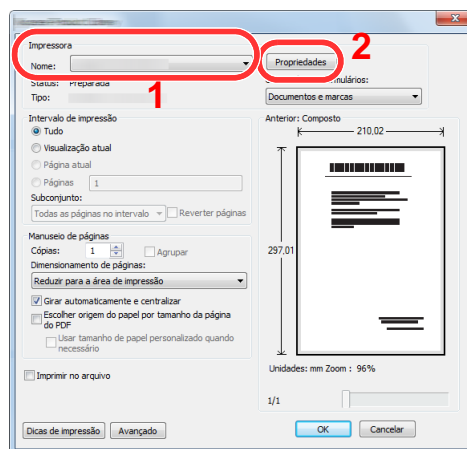 Impressora
2
Nome:
Propriedades
Status: Preparada
1
mulários:
Tipo:
Documentos e marcas
Intervalo de impressão
Anterior: Composto
Tudo
210,02
Visualização atual
Página atual
Páginas 1
Subconjunto:
Todas as páginas no intervalo
Reverter páginas
Manuseio de páginas
Cópias: 1
Agrupar
297,01
Dimensionamento de páginas:
Reduzir para a área de impressão
Girar automaticamente e centralizar
Escolher origem do papel por tamanho da página
do PDF
Usar tamanho de papel personalizado quando
necessário
Unidades: mm Zoom : 96%
Imprimir no arquivo
1/1
Dicas de impressão
Avançado
OK
Cancelar